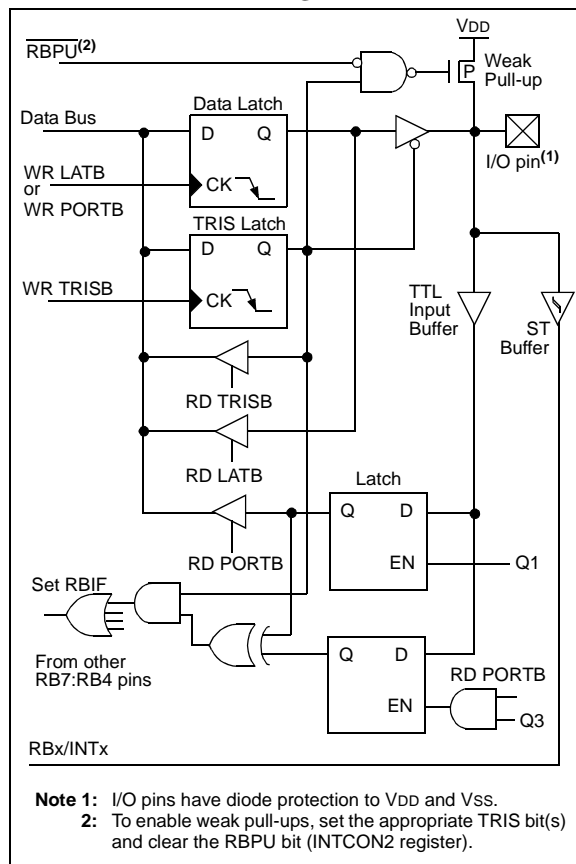 VDD
RBPU(2)
Weak
Pull-up
P
Data Latch
Data Bus
D Q
I/O pin(1)
WR LATB
or
WR PORTB
CK
TRIS Latch
D Q
WR TRISB
CK
TTL
Input
Buffer
ST
Buffer
RD TRISB
RD LATB
Latch
Q D
EN
Q1
RD PORTB
Set RBIF
Q D
RD PORTB
EN
Q3
From other
RB7:RB4 pins
RBx/INTx
Note 1: I/O pins have diode protection to VDD and VSS.
2: To enable weak pull-ups, set the appropriate TRIS bit(s)
and clear the RBPU bit (INTCON2 register).